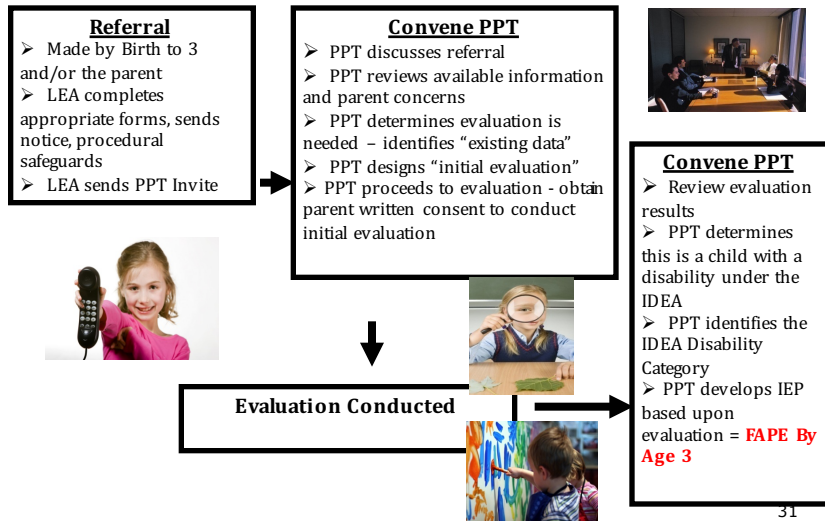 Referral
➢ Made by Birth to 3
and/or the parent
➢ LEA completes
appropriate forms, sends
notice, procedural
safeguards
➢ LEA sends PPT Invite
Convene PPT
➢ PPT discusses referral
➢ PPT reviews available information
and parent concerns
➢ PPT determines evaluation is
needed – identifies “existing data”
➢ PPT designs “initial evaluation”
➢ PPT proceeds to evaluation - obtain
parent written consent to conduct
initial evaluation
Evaluation Conducted
Convene PPT
➢ Review evaluation
results
➢ PPT determines
this is a child with a
disability under the
IDEA
➢ PPT identifies the
IDEA Disability
Category
➢ PPT develops IEP
based upon
evaluation = FAPE By
Age 3
31